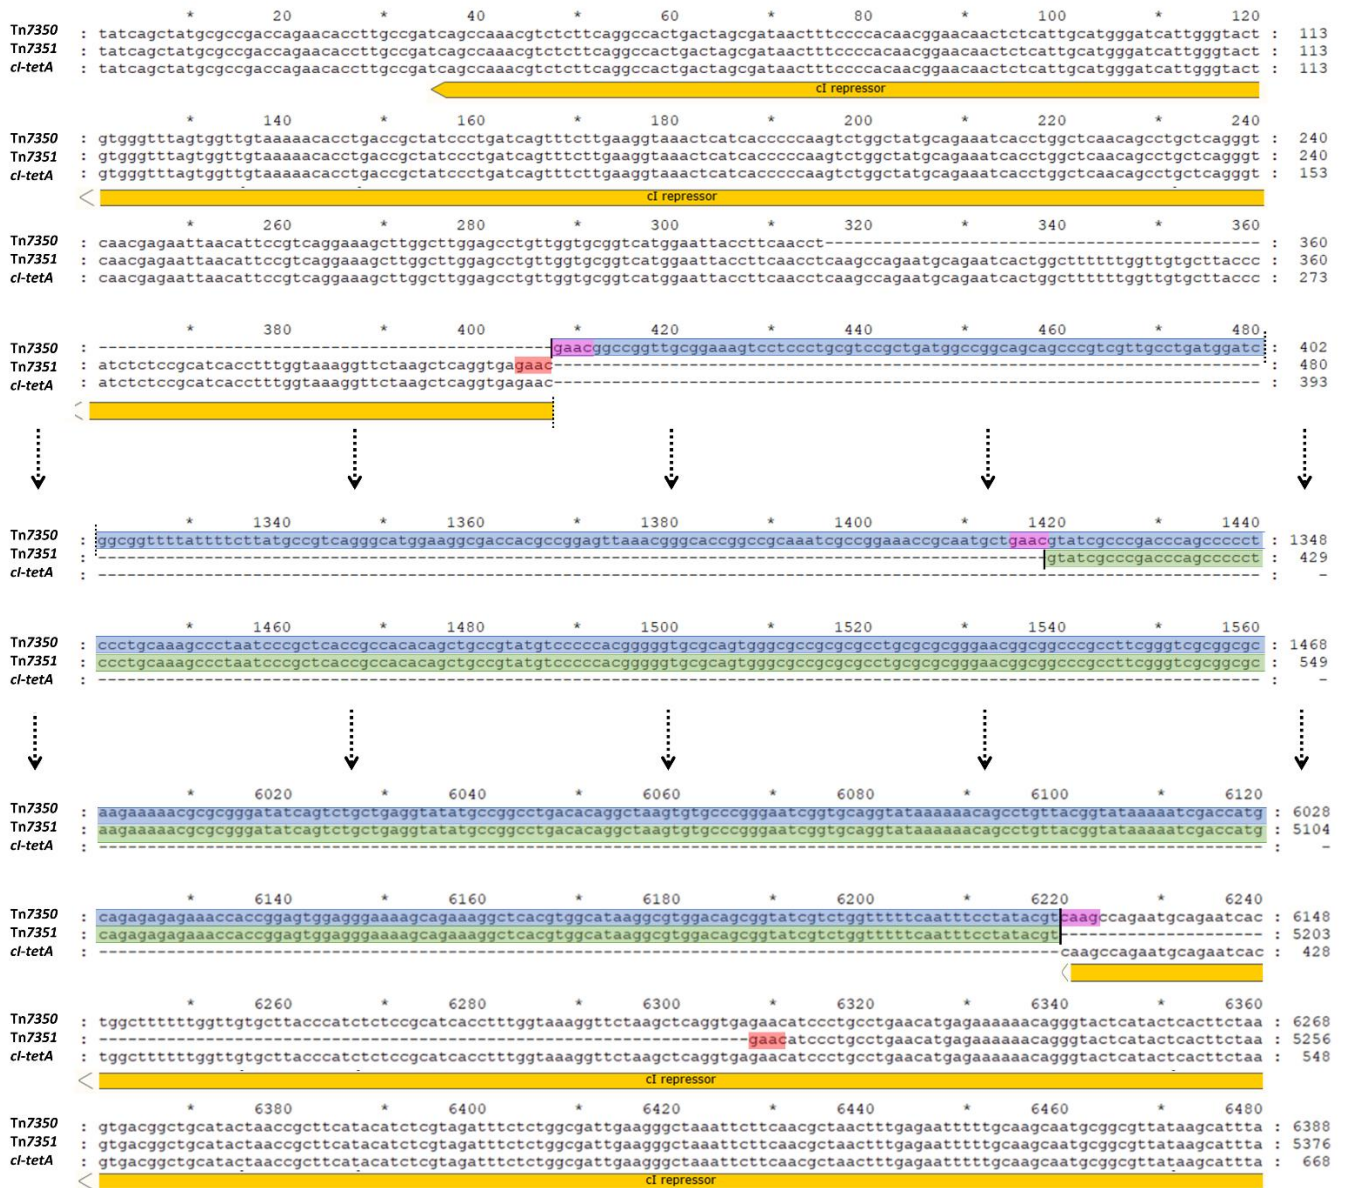 * 20 * 40 * 60 * 80 * 100 * 120
Tn7350 : tatcagctatgcgccgaccagaacaccttgccgatcagccaaacgtctcttcaggccactgactagcgataactttccccacaacggaacaactctcattgcatgggatcattgggtact : 113
Tn7351 : tatcagctatgcgccgaccagaacaccttgccgatcagccaaacgtctcttcaggccactgactagcgataactttccccacaacggaacaactctcattgcatgggatcattgggtact : 113
cI-tetA : tatcagctatgcgccgaccagaacaccttgccgatcagccaaacgtctcttcaggccactgactagcgataactttccccacaacggaacaactctcattgcatgggatcattgggtact : 113
cI repressor
* 140 * 160 * 180 * 200 * 220 * 240
Tn7350 : gtgggtttagtggttgtaaaaacacctgaccgctatccctgatcagtttcttgaaggtaaactcatcacccccaagtctggctatgcagaaatcacctggctcaacagcctgctcagggt : 240
Tn7351 : gtgggtttagtggttgtaaaaacacctgaccgctatccctgatcagtttcttgaaggtaaactcatcacccccaagtctggctatgcagaaatcacctggctcaacagcctgctcagggt : 240
cI-tetA : gtgggtttagtggttgtaaaaacacctgaccgctatccctgatcagtttcttgaaggtaaactcatcacccccaagtctggctatgcagaaatcacctggctcaacagcctgctcagggt : 153
cI repressor
* 260 * 280 * 300 * 320 * 340 * 360
Tn7350 : caacgagaattaacattccgtcaggaaagcttggcttggagcctgttggtgcggtcatggaattaccttcaacct--------------------------------------------- : 360
Tn7351 : caacgagaattaacattccgtcaggaaagcttggcttggagcctgttggtgcggtcatggaattaccttcaacctcaagccagaatgcagaatcactggcttttttggttgtgcttaccc : 360
cI-tetA : caacgagaattaacattccgtcaggaaagcttggcttggagcctgttggtgcggtcatggaattaccttcaacctcaagccagaatgcagaatcactggcttttttggttgtgcttaccc : 273
* 380 * 400 * 420 * 440 * 460 * 480
Tn7350 : -----------------------------------------------gaacggccggttgcggaaagtcctccctgcgtccgctgatggccggcagcagcccgtcgttgcctgatggatc : 402
Tn7351 : atctctccgcatcacctttggtaaaggttctaagctcaggtgagaac------------------------------------------------------------------------- : 480
cI-tetA : atctctccgcatcacctttggtaaaggttctaagctcaggtgagaac------------------------------------------------------------------------- : 393
* 1340 * 1360 * 1380 * 1400 * 1420 * 1440
Tn7350 : ggcggttttattttcttatgccgtcagggcatggaaggcgaccacgccggagttaaacgggcaccggccgcaaatcgccggaaaccgcaatgctgaacgtatcgcccgacccagccccct : 1348
Tn7351 : --------------------------------------------------------------------------------------------------gtatcgcccgacccagccccct : 429
cI-tetA : ------------------------------------------------------------------------------------------------------------------------ : -
* 1460 * 1480 * 1500 * 1520 * 1540 * 1560
Tn7350 : ccctgcaaagccctaatcccgctcaccgccacacagctgccgtatgtcccccacgggggtgcgcagtgggcgccgcgcgcctgcgcgcgggaacggcggcccgccttcgggtcgcggcgc : 1468
Tn7351 : ccctgcaaagccctaatcccgctcaccgccacacagctgccgtatgtcccccacgggggtgcgcagtgggcgccgcgcgcctgcgcgcgggaacggcggcccgccttcgggtcgcggcgc : 549
cI-tetA : ------------------------------------------------------------------------------------------------------------------------ : -
* 6020 * 6040 * 6060 * 6080 * 6100 * 6120
Tn7350 : aagaaaaacgcgcgggatatcagtctgctgaggtatatgccggcctgacacaggctaagtgtgcccgggaatcggtgcaggtataaaaaacagcctgttacggtataaaaatcgaccatg : 6028
Tn7351 : aagaaaaacgcgcgggatatcagtctgctgaggtatatgccggcctgacacaggctaagtgtgcccgggaatcggtgcaggtataaaaaacagcctgttacggtataaaaatcgaccatg : 5104
cI-tetA : ------------------------------------------------------------------------------------------------------------------------ : -
* 6140 * 6160 * 6180 * 6200 * 6220 * 6240
Tn7350 : cagagagagaaaccaccggagtggagggaaaagcagaaaggctcacgtggcataaggcgtggacagcggtatcgtctggtttttcaatttcctatacgtcaagccagaatgcagaatcac : 6148
Tn7351 : cagagagagaaaccaccggagtggagggaaaagcagaaaggctcacgtggcataaggcgtggacagcggtatcgtctggtttttcaatttcctatacgt--------------------- : 5203
cI-tetA : ---------------------------------------------------------------------------------------------------caagccagaatgcagaatcac : 428
* 6260 * 6280 * 6300 * 6320 * 6340 * 6360
Tn7350 : tggcttttttggttgtgcttacccatctctccgcatcacctttggtaaaggttctaagctcaggtgagaacatccctgcctgaacatgagaaaaaacagggtactcatactcacttctaa : 6268
Tn7351 : -------------------------------------------------------------------gaacatccctgcctgaacatgagaaaaaacagggtactcatactcacttctaa : 5256
cI-tetA : tggcttttttggttgtgcttacccatctctccgcatcacctttggtaaaggttctaagctcaggtgagaacatccctgcctgaacatgagaaaaaacagggtactcatactcacttctaa : 548
cI repressor
* 6380 * 6400 * 6420 * 6440 * 6460 * 6480
Tn7350 : gtgacggctgcatactaaccgcttcatacatctcgtagatttctctggcgattgaagggctaaattcttcaacgctaactttgagaatttttgcaagcaatgcggcgttataagcattta : 6388
Tn7351 : gtgacggctgcatactaaccgcttcatacatctcgtagatttctctggcgattgaagggctaaattcttcaacgctaactttgagaatttttgcaagcaatgcggcgttataagcattta : 5376
cI-tetA : gtgacggctgcatactaaccgcttcatacatctcgtagatttctctggcgattgaagggctaaattcttcaacgctaactttgagaatttttgcaagcaatgcggcgttataagcattta : 668
cI repressor